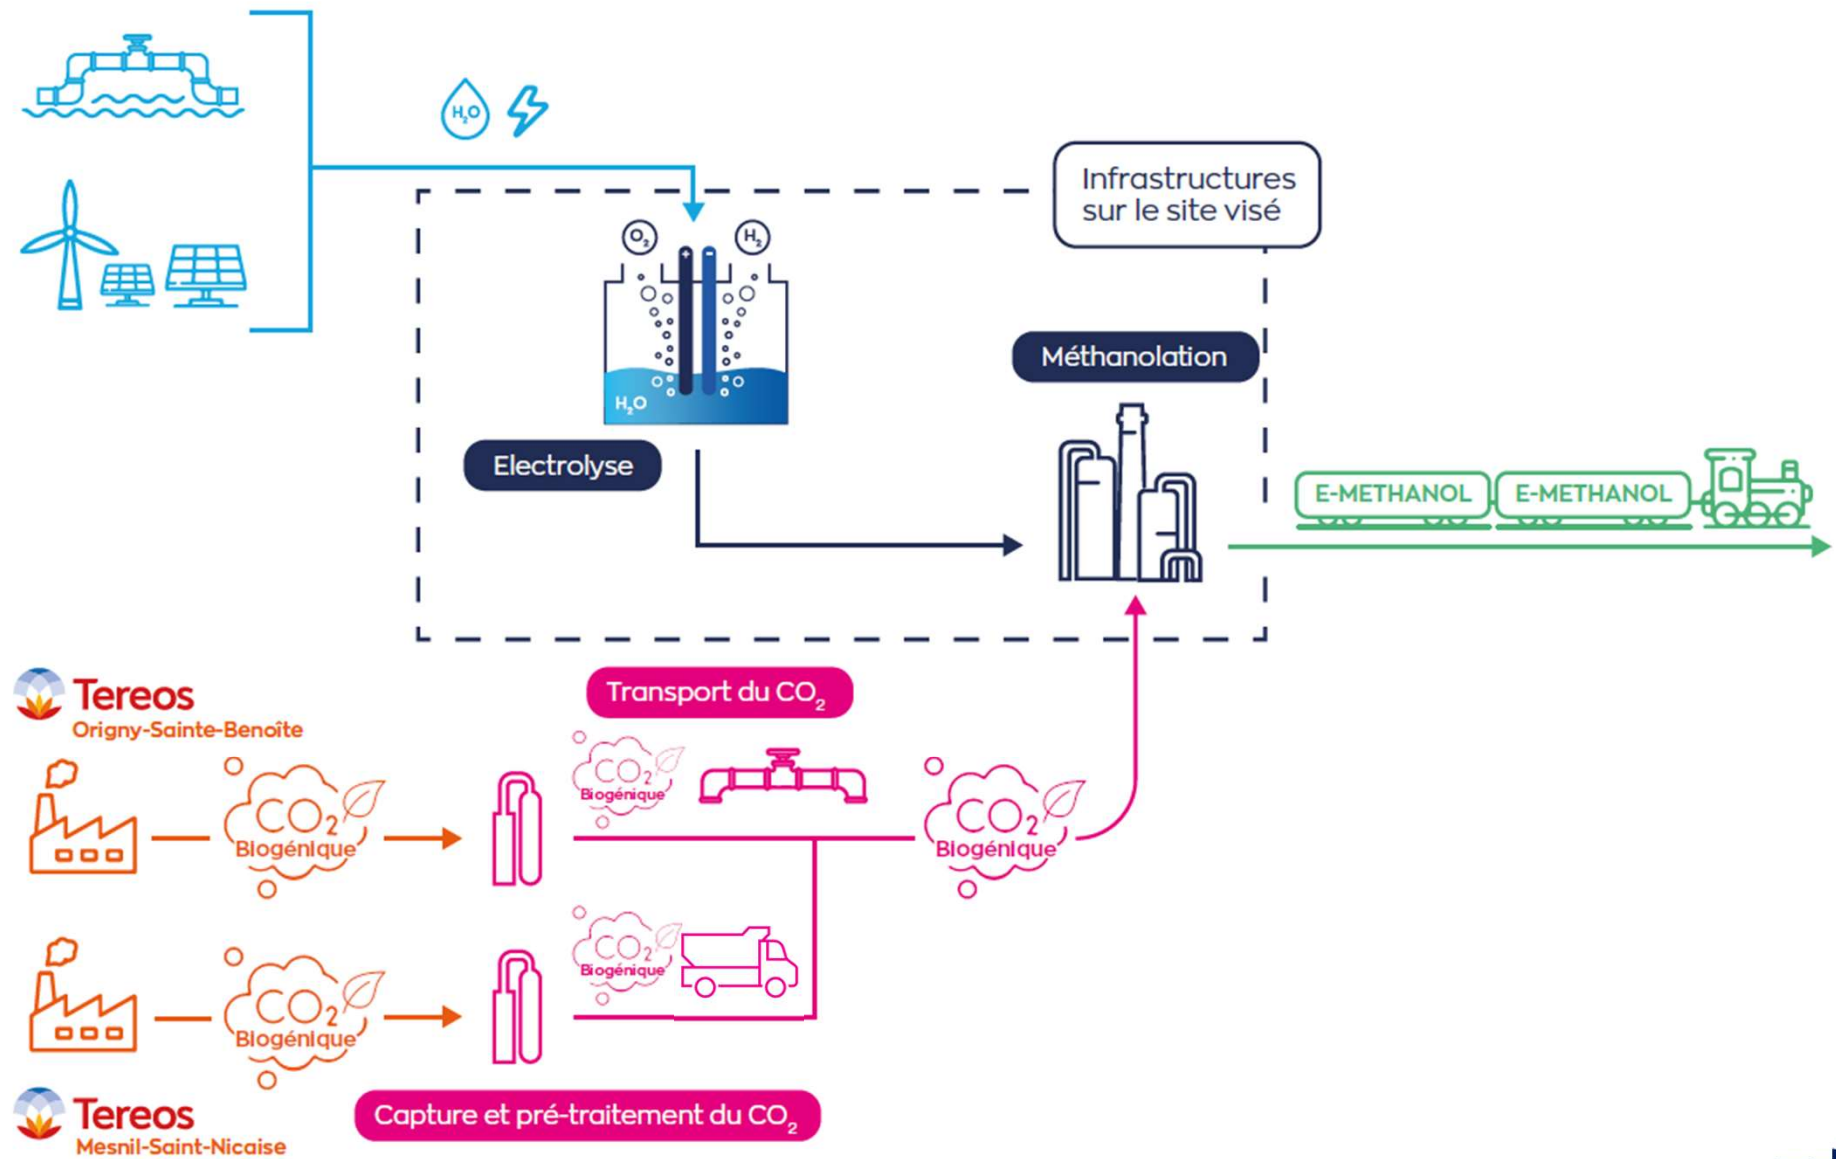 H₂O
Infrastructures
sur le site visé
O₂
H₂
+
-
H₂O
Méthanolation
Electrolyse
E-METHANOL
E-METHANOL
Tereos
Origny-Sainte-Benoîte
Transport du CO₂
CO₂
Biogénique
CO₂
Biogénique
CO₂
Biogénique
CO₂
Biogénique
CO₂
Biogénique
Tereos
Mesnil-Saint-Nicaise
Capture et pré-traitement du CO₂